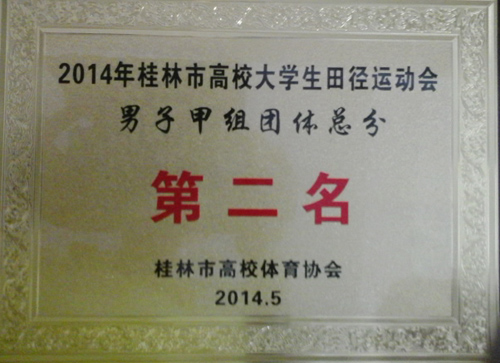 2014年桂林市高校大学生田径运动会
男子甲组团体总分
第二名
桂林市高校体育协会
2014.5